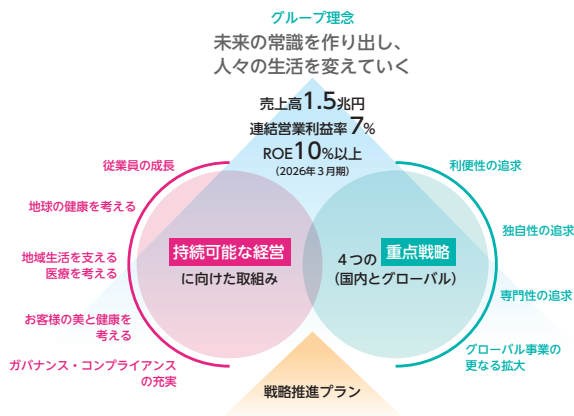 グループ理念
未来の常識を作り出し、
人々の生活を変えていく
売上高1.5兆円
連結営業利益率7%
ROE10%以上
（2026年３月期）
従業員の成長
地球の健康を考える
地域生活を支える
医療を考える
お客様の美と健康を
考える
ガバナンス・コンプライアンス
の充実
持続可能な経営
に向けた取組み
４つの 重点戦略
（国内とグローバル）
利便性の追求
独自性の追求
専門性の追求
グローバル事業の
更なる拡大
戦略推進プラン